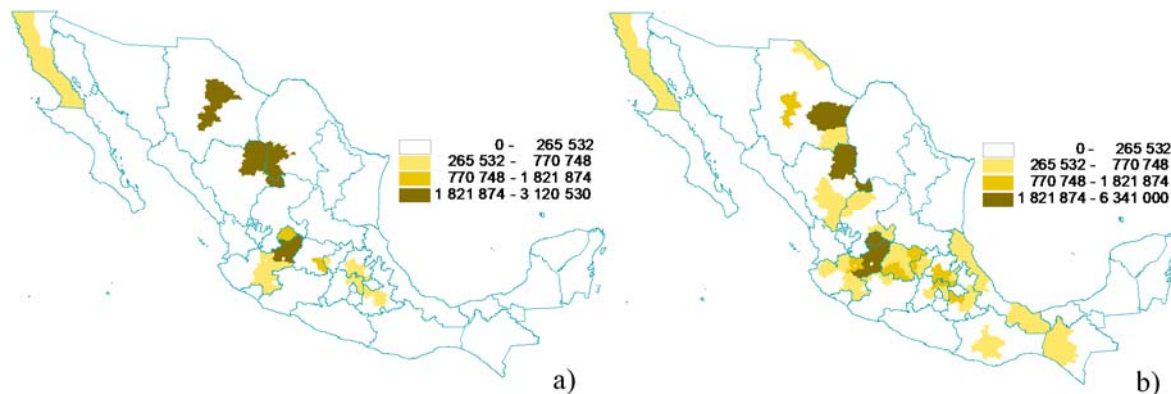 0 - 265 532
265 532 - 770 748
770 748 - 1 821 874
1 821 874 - 3 120 530
a)
0 - 265 532
265 532 - 770 748
770 748 - 1 821 874
1 821 874 - 6 341 000
b)